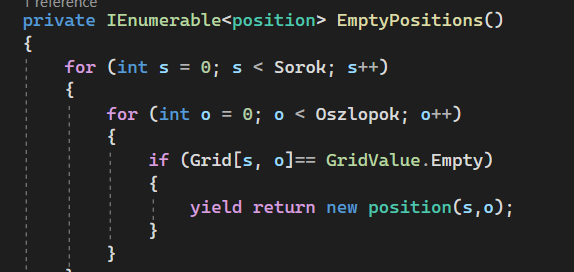 1 reference
private IEnumerable<position> EmptyPositions()
{
for (int s = 0; s < Sorok; s++)
{
for (int o = 0; o < Oszlopok; o++)
{
if (Grid[s, o]== GridValue.Empty)
{
yield return new position(s,o);
}
}
}